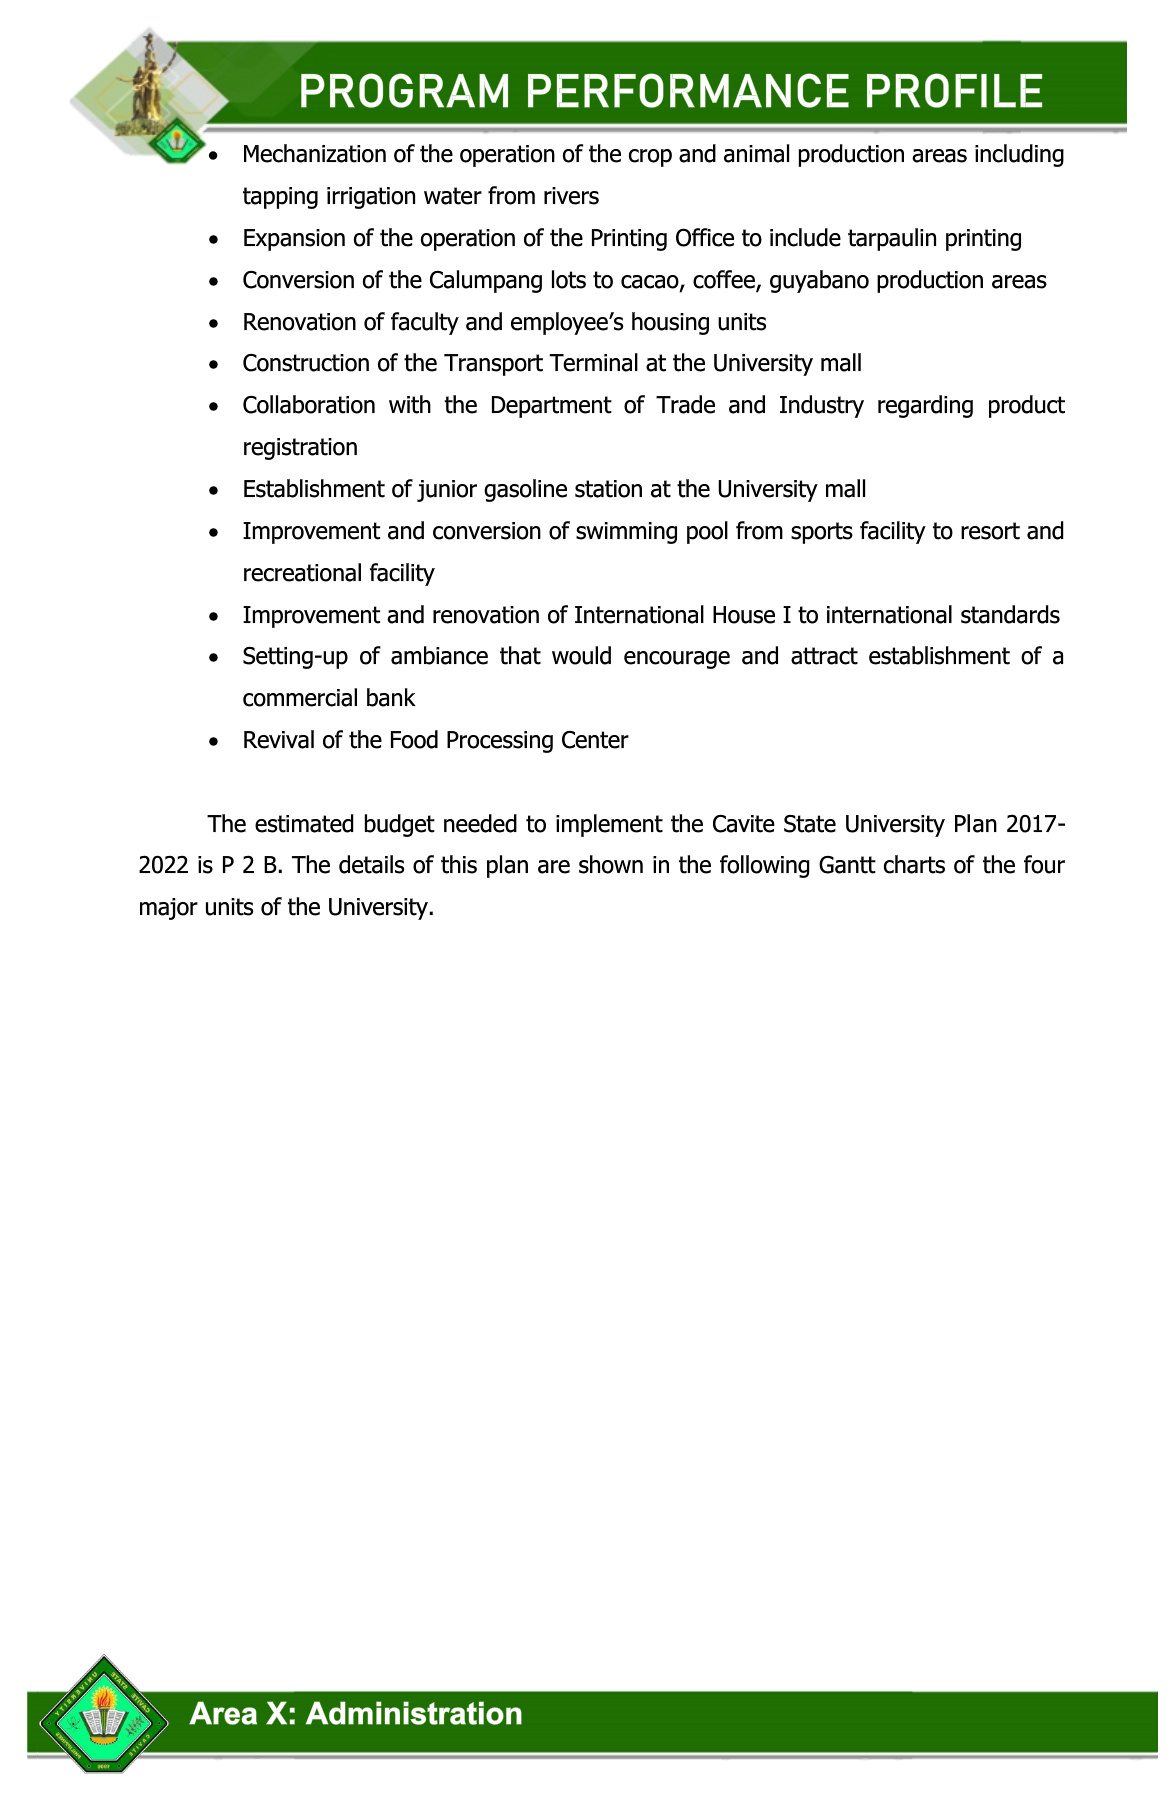 PROGRAM PERFORMANCE PROFILE
• Mechanization of the operation of the crop and animal production areas including
tapping irrigation water from rivers
• Expansion of the operation of the Printing Office to include tarpaulin printing
• Conversion of the Calumpang lots to cacao, coffee, guyabano production areas
• Renovation of faculty and employee’s housing units
• Construction of the Transport Terminal at the University mall
• Collaboration with the Department of Trade and Industry regarding product
registration
• Establishment of junior gasoline station at the University mall
• Improvement and conversion of swimming pool from sports facility to resort and
recreational facility
• Improvement and renovation of International House I to international standards
• Setting-up of ambiance that would encourage and attract establishment of a
commercial bank
• Revival of the Food Processing Center
The estimated budget needed to implement the Cavite State University Plan 2017-
2022 is P 2 B. The details of this plan are shown in the following Gantt charts of the four
major units of the University.
Area X: Administration